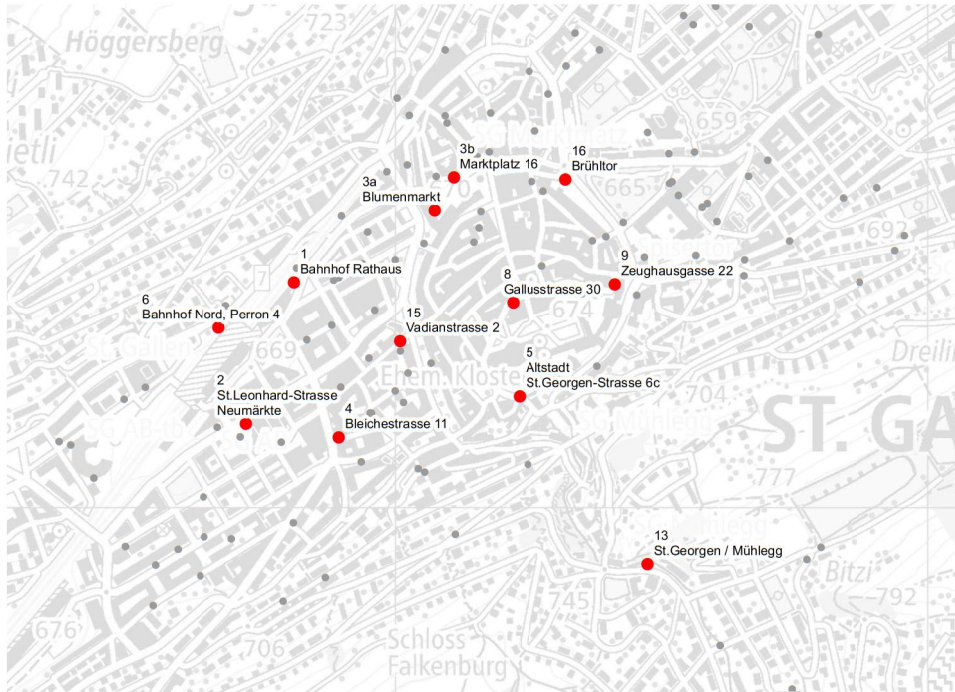 723
Höggersberg
659
3b
Marktplatz 16
16
Brühltor
742
3a
Blumenmarkt
692
1
Bahnhof Rathaus
9
Zeughausgasse 22
8
Gallusstrasse 30
674
6
Bahnhof Nord, Perron 4
15
Vadianstrasse 2
669
5
Altstadt
St.Georgen-Strasse 6c
Ehem. Kloste
2
St.Leonhard-Strasse
Neumärkte
4
Bleichestrasse 11
704
ST. GA
777
13
St.Georgen / Mühlegg
Bitzi
745
792
676
706
Schloss
Falkenburg